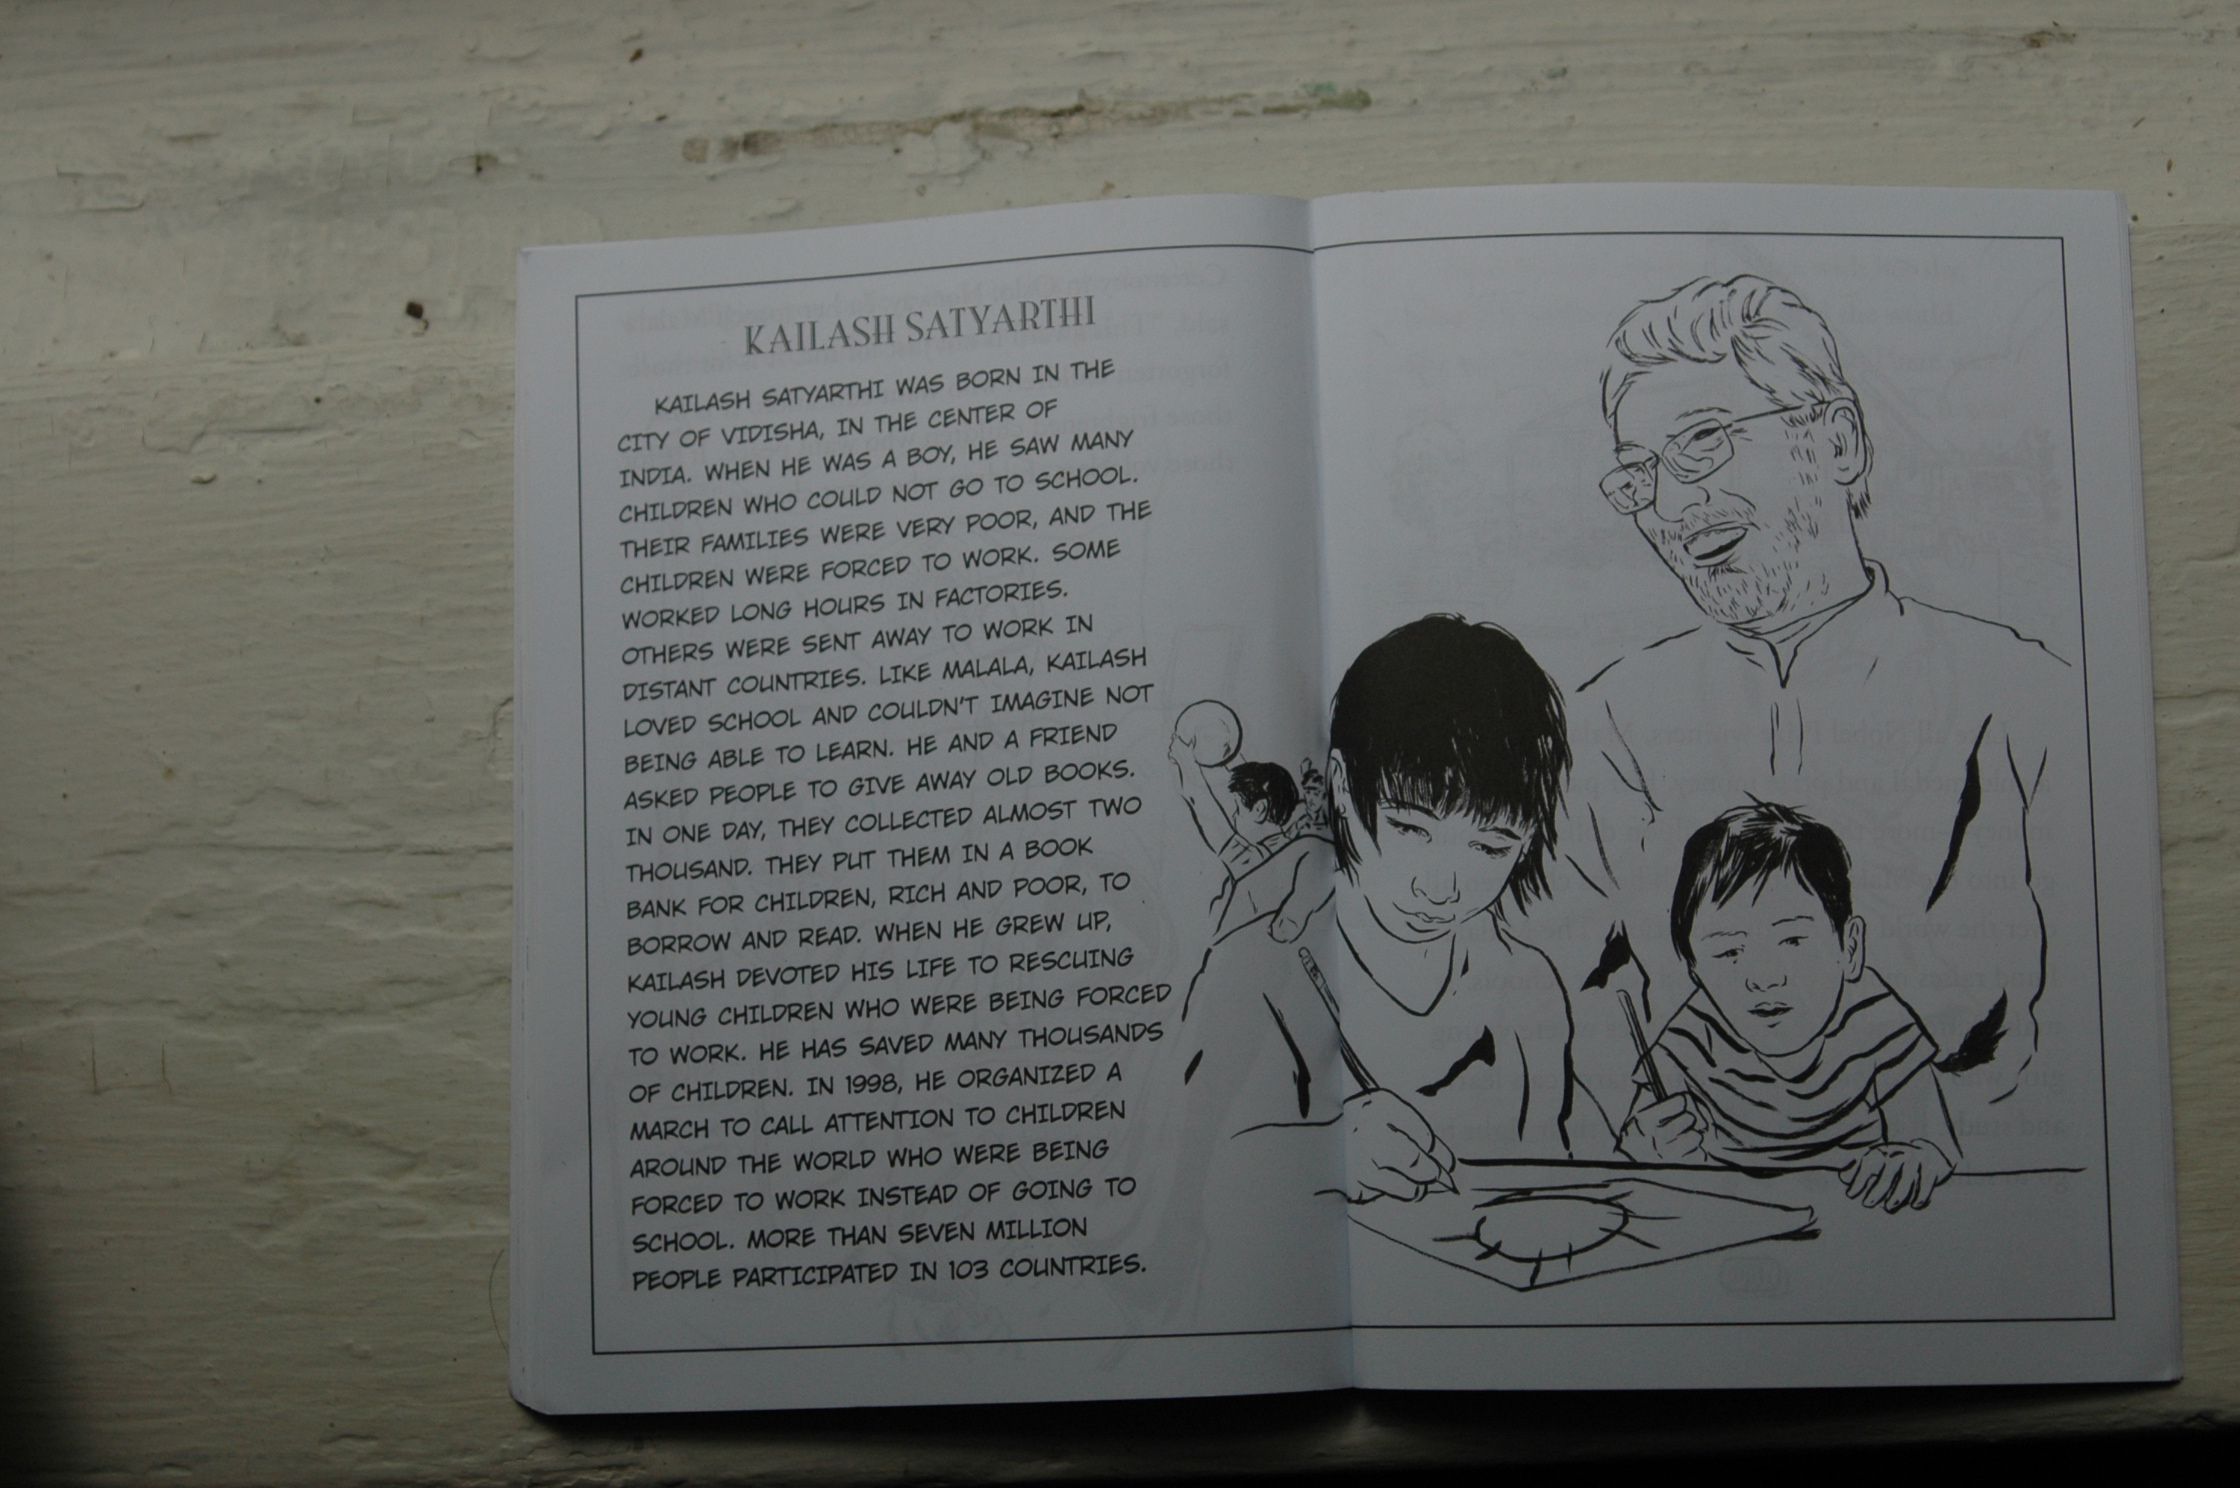 KAILASH SATYARTHI
KAILASH SATYARTHI WAS BORN IN THE
CITY OF VIDISHA, IN THE CENTER OF
INDIA. WHEN HE WAS A BOY, HE SAW MANY
CHILDREN WHO COULD NOT GO TO SCHOOL.
THEIR FAMILIES WERE VERY POOR, AND THE
CHILDREN WERE FORCED TO WORK. SOME
WORKED LONG HOURS IN FACTORIES.
OTHERS WERE SENT AWAY TO WORK IN
DISTANT COUNTRIES. LIKE MALALA, KAILASH
LOVED SCHOOL AND COULDN'T IMAGINE NOT
BEING ABLE TO LEARN. HE AND A FRIEND
ASKED PEOPLE TO GIVE AWAY OLD BOOKS.
IN ONE DAY, THEY COLLECTED ALMOST TWO
THOUSAND. THEY PUT THEM IN A BOOK
BANK FOR CHILDREN, RICH AND POOR, TO
BORROW AND READ. WHEN HE GREW UP,
KAILASH DEVOTED HIS LIFE TO RESCUING
YOUNG CHILDREN WHO WERE BEING FORCED
TO WORK. HE HAS SAVED MANY THOUSANDS
OF CHILDREN. IN 1998, HE ORGANIZED A
MARCH TO CALL ATTENTION TO CHILDREN
AROUND THE WORLD WHO WERE BEING
FORCED TO WORK INSTEAD OF GOING TO
SCHOOL. MORE THAN SEVEN MILLION
PEOPLE PARTICIPATED IN 103 COUNTRIES.